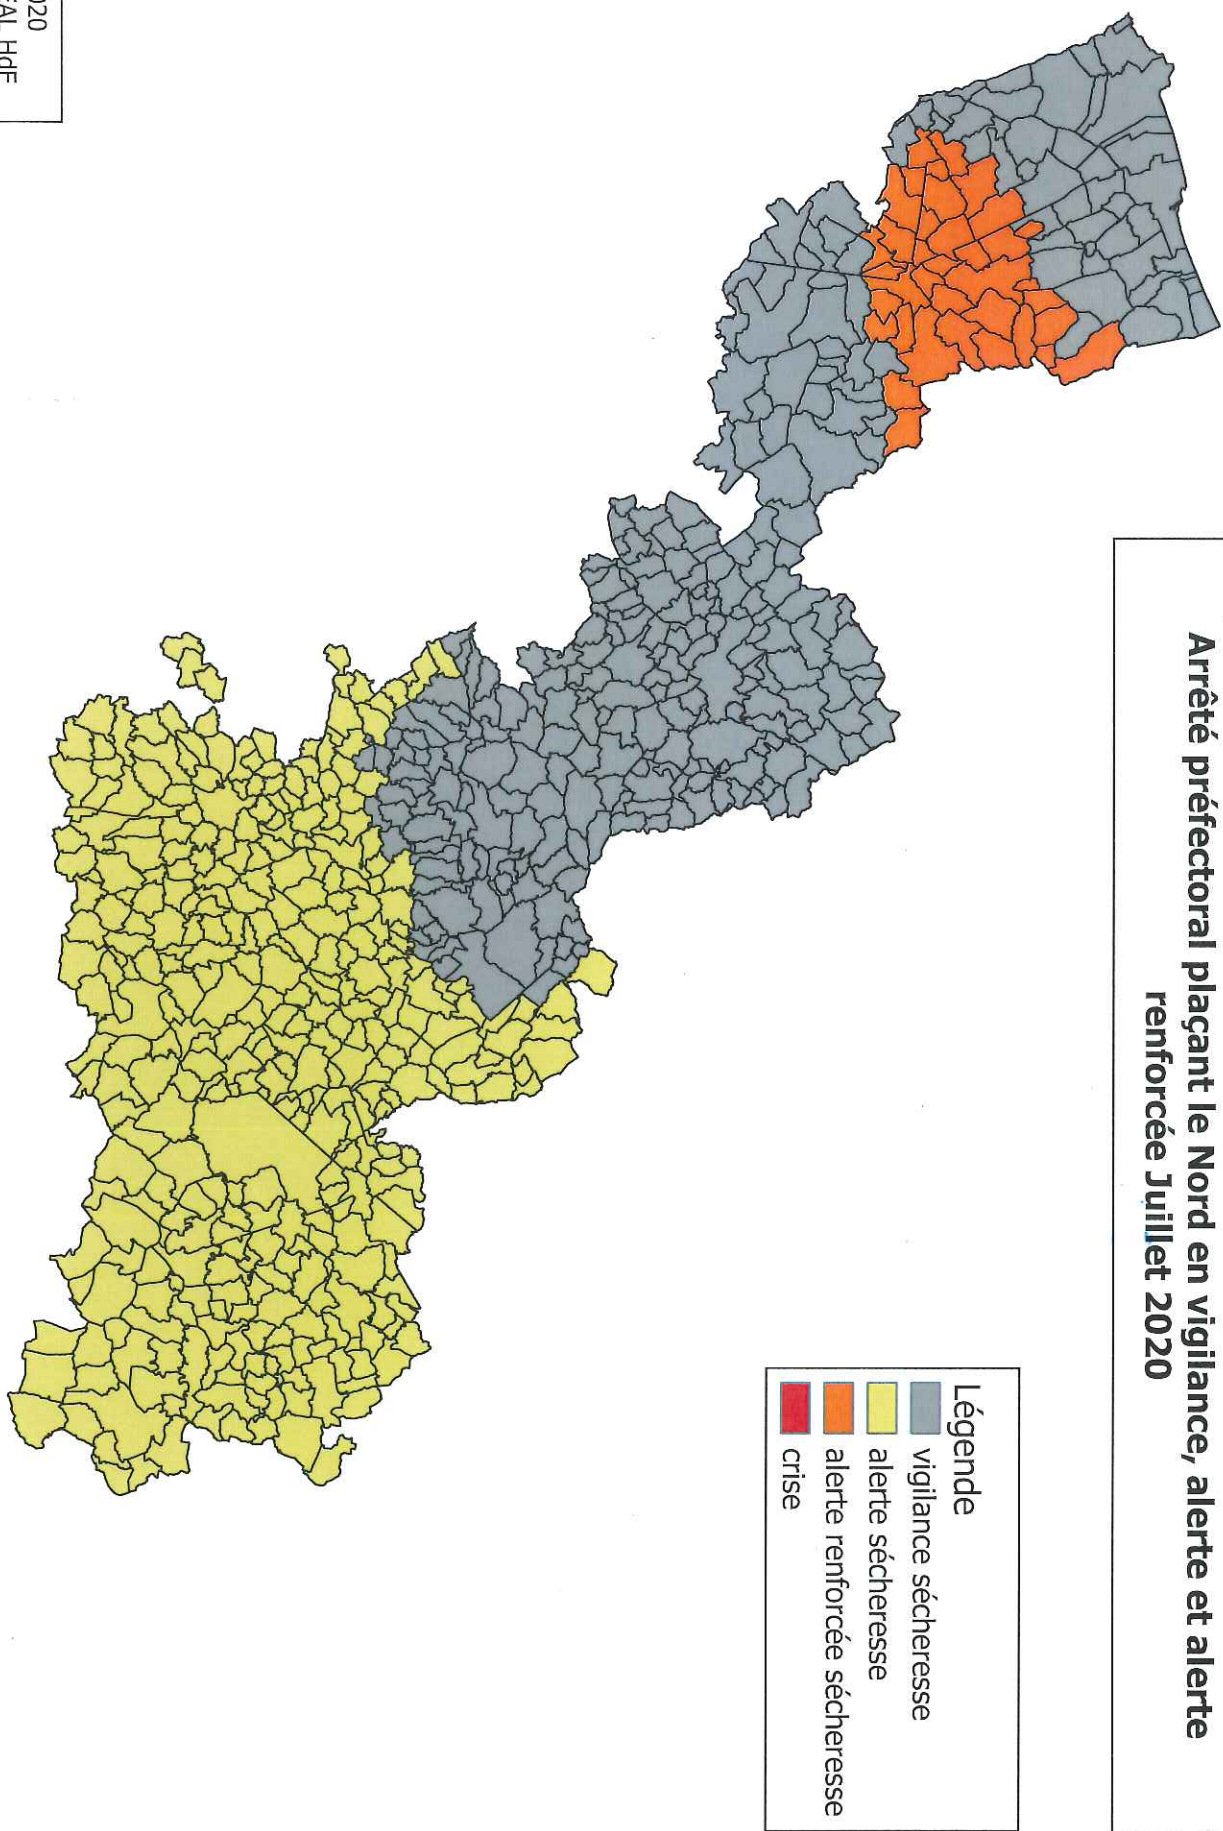 Arrêté préfectoral plaçant le Nord en vigilance, alerte et alerte
renforcée Juillet 2020
Légende
vigilance sécheresse
alerte sécheresse
alerte renforcée sécheresse
crise
HdF